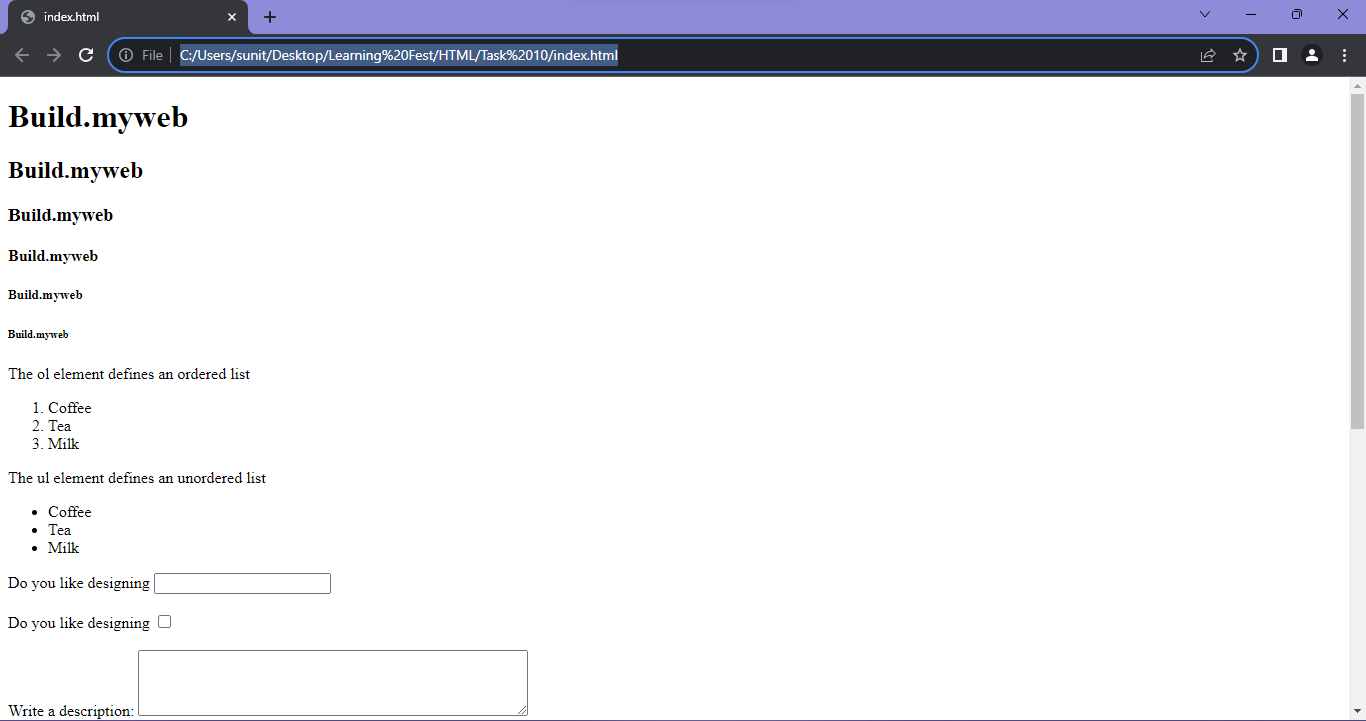 index.html
File
C:/Users/sunit/Desktop/Learning%20Fest/HTML/Task%2010/index.html
Build.myweb
Build.myweb
Build.myweb
Build.myweb
Build.myweb
Build.myweb
The ol element defines an ordered list
1. Coffee
2. Tea
3. Milk
The ul element defines an unordered list
• Coffee
• Tea
• Milk
Do you like designing
Do you like designing
Write a description: